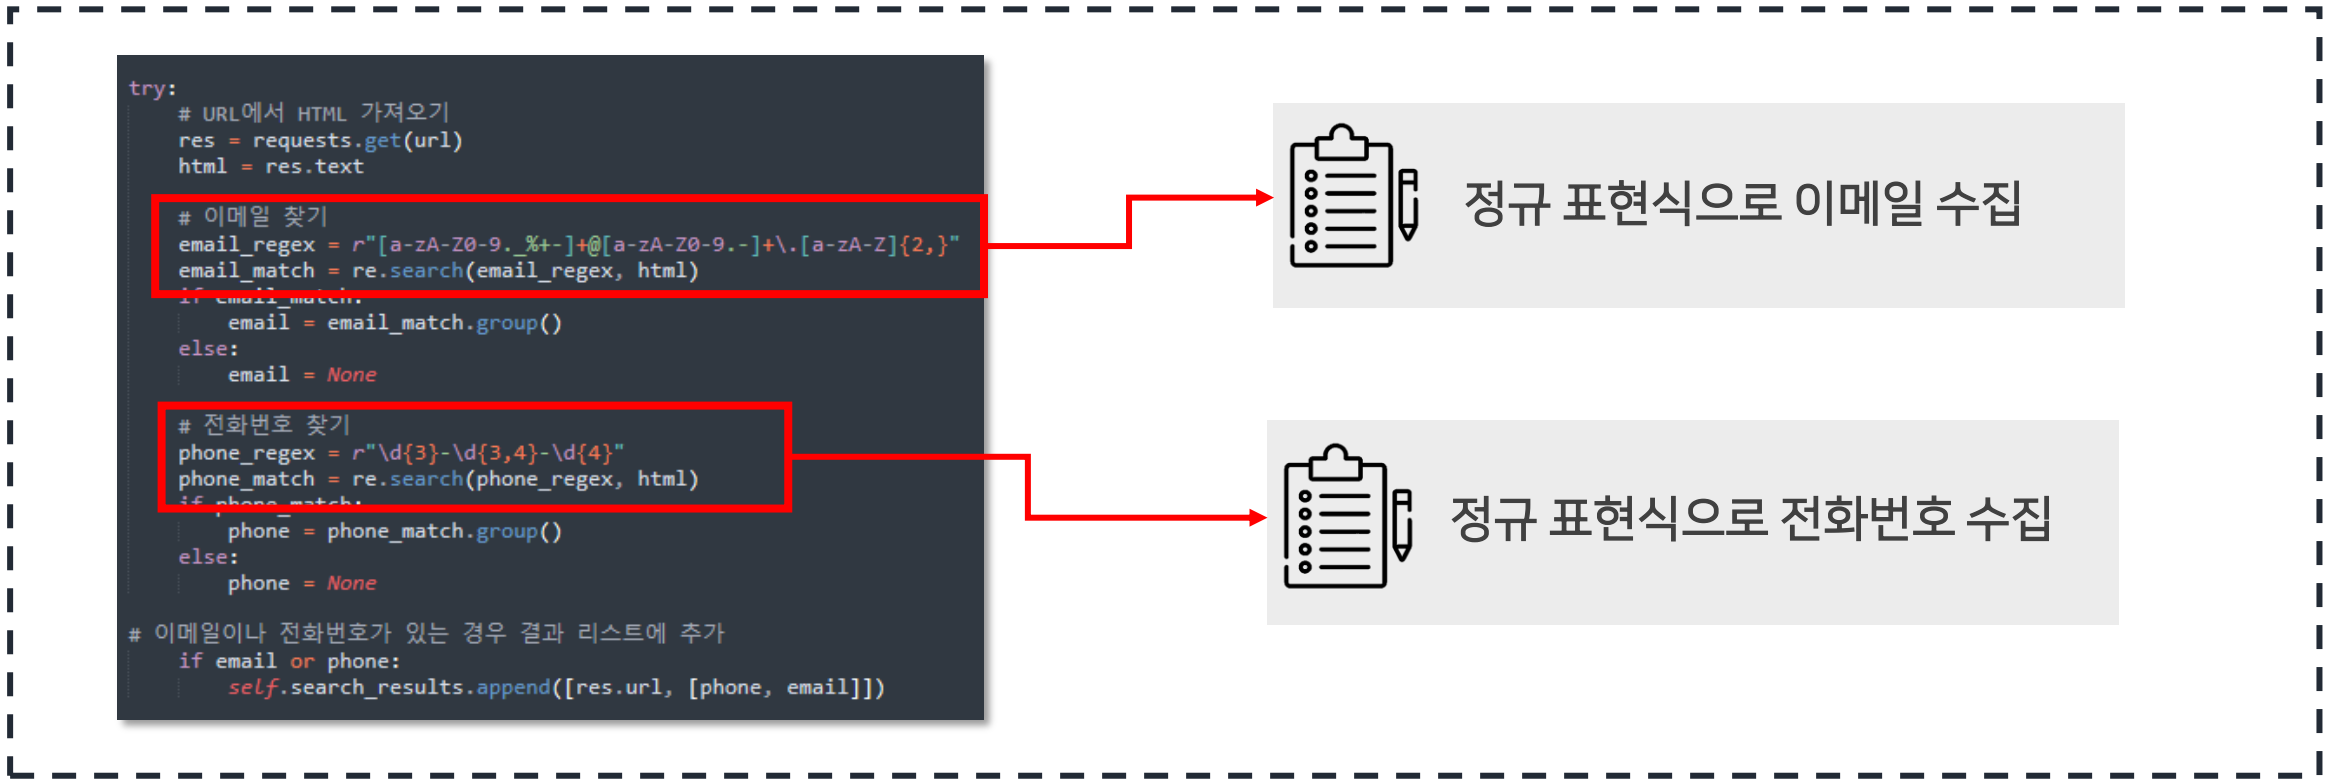 try:
# URL에서 HTML 가져오기
res = requests.get(url)
html = res.text
# 이메일 찾기
email_regex = r"[a-zA-Z0-9._%+-]+@[a-zA-Z0-9.-]+\.[a-zA-Z]{2,}"
email_match = re.search(email_regex, html)
if email_match:
email = email_match.group()
else:
email = None
# 전화번호 찾기
phone_regex = r"\d{3}-\d{3,4}-\d{4}"
phone_match = re.search(phone_regex, html)
if phone_match:
phone = phone_match.group()
else:
phone = None
# 이메일이나 전화번호가 있는 경우 결과 리스트에 추가
if email or phone:
self.search_results.append([res.url, [phone, email]])
정규 표현식으로 이메일 수집
정규 표현식으로 전화번호 수집